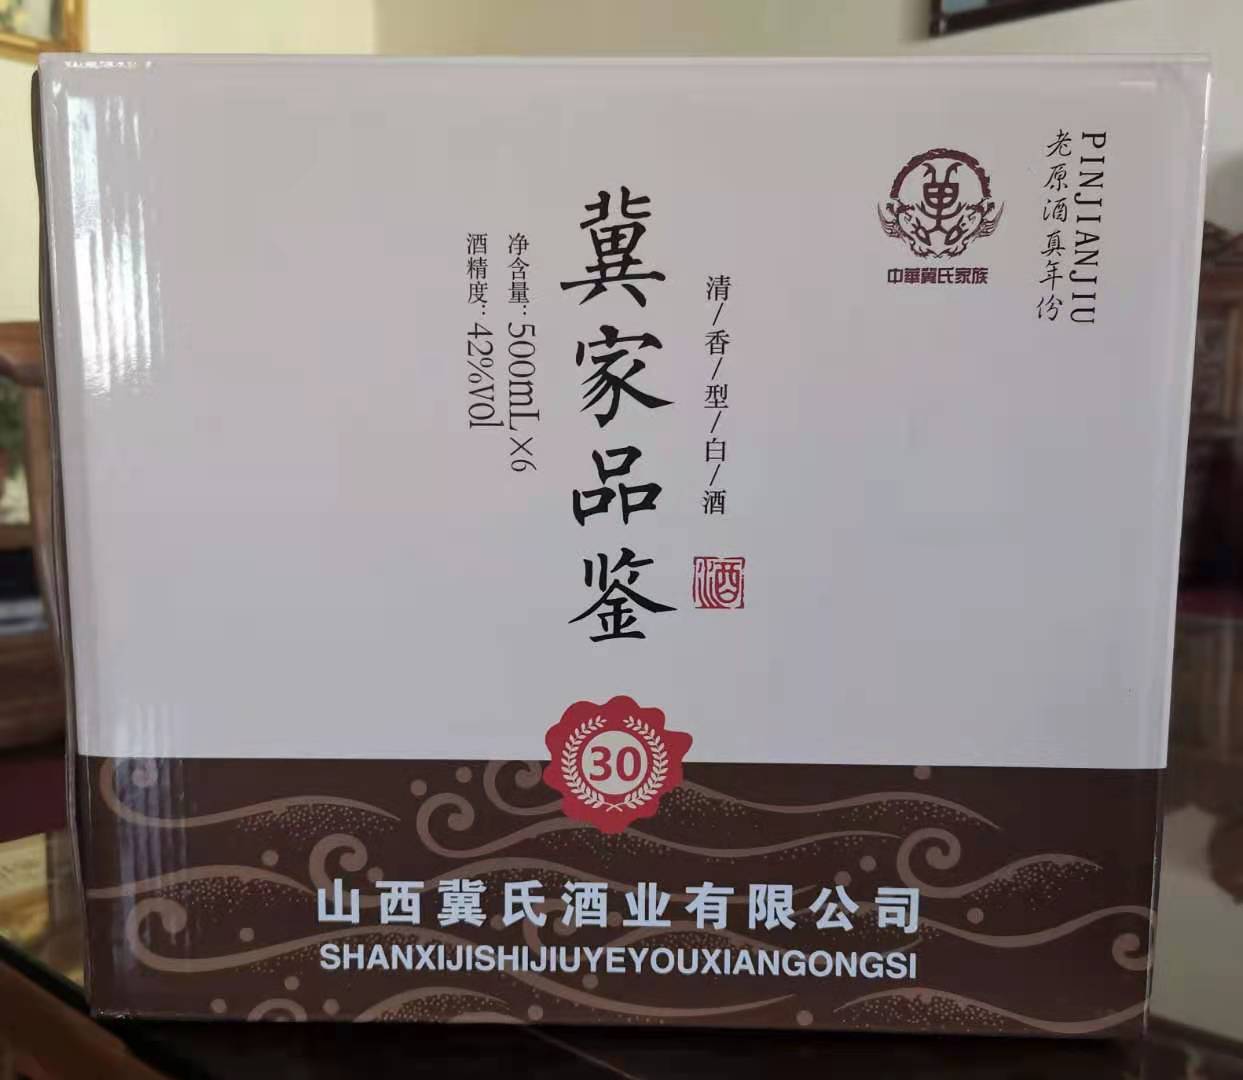 PINJIANJIU
老原酒真年份
中華冀氏家族
清/香/型/白/酒
酒
冀家品鉴
净含量:500mL×6
酒精度:42%vol
30
山西冀氏酒业有限公司
SHANXIJISHIJIUYEYOUXIANGONGSI